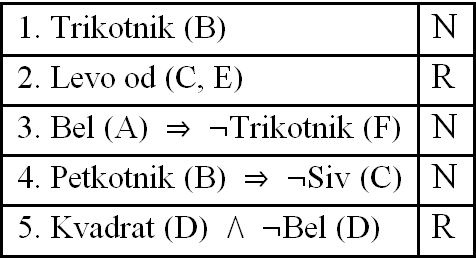 1. Trikotnik (B) N
2. Levo od (C, E) R
3. Bel (A) ⇒ ¬Trikotnik (F) N
4. Petkotnik (B) ⇒ ¬Siv (C) N
5. Kvadrat (D) ∧ ¬Bel (D) R